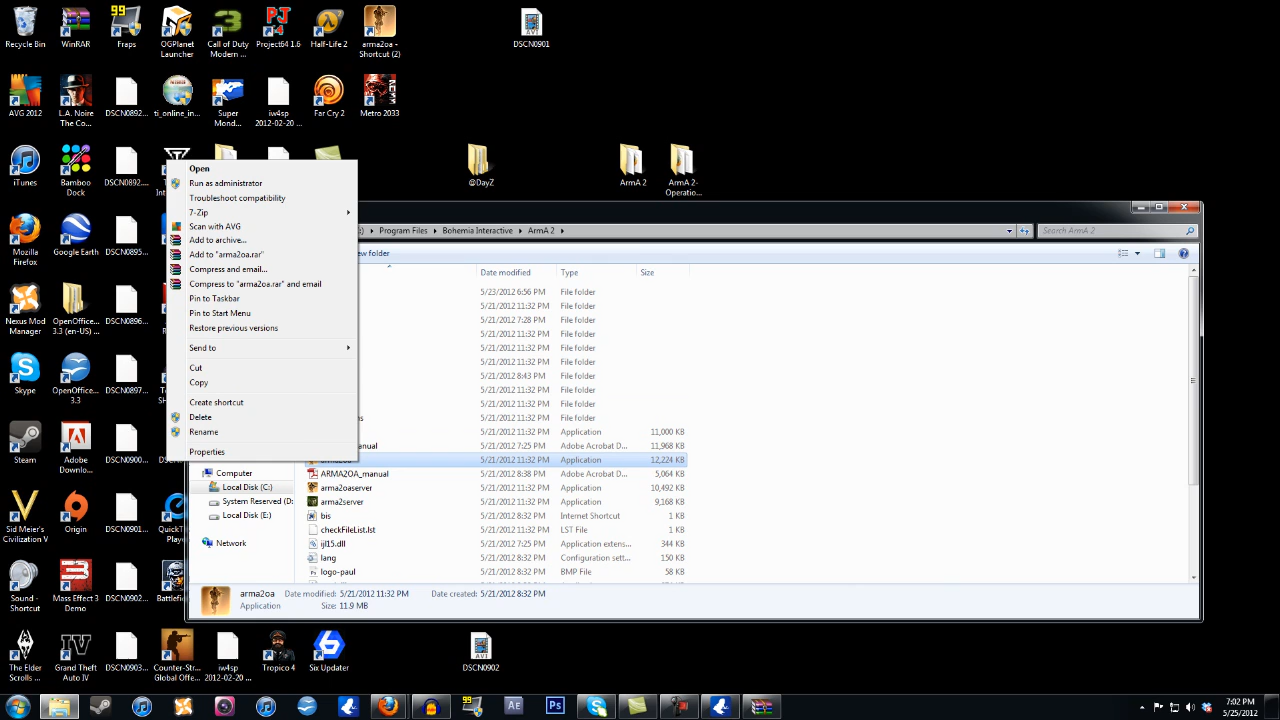 99
Recycle Bin
WinRAR
Fraps
OGPlanet
Launcher
Call of Duty
Modern ...
Project64 1.6
Half-Life 2
arma2oa -
Shortcut (2)
DSCN0901
AVG 2012
L.A. Noire
The Co...
DSCN0892...
ti_online_in...
Super
Mond...
iw4sp
2012-02-20 ...
Far Cry 2
Metro 2033
iTunes
Bamboo
Dock
DSCN0892....
@DayZ
ArmA 2
ArmA 2-
Operatio...
Mozilla
Firefox
Google Earth
DSCN0895...
Nexus Mod
Manager
OpenOffice...
3.3 (en-US) ...
DSCN0896...
Skype
OpenOffice...
3.3
DSCN0897...
Steam
Adobe
Downlo...
DSCN0900...
Sid Meier's
Civilization V
Origin
DSCN0901...
QuickT
Player
Sound -
Shortcut
Mass Effect 3
Demo
DSCN0902...
Battlefie
The Elder
Scrolls ...
Grand Theft
Auto IV
DSCN0903...
Counter-Str...
Global Offe...
iw4sp
2012-02-20 ...
Tropico 4
Six Updater
DSCN0902
Open
Run as administrator
Troubleshoot compatibility
7-Zip
Scan with AVG
Add to archive...
Add to "arma2oa.rar"
Compress and email...
Compress to "arma2oa.rar" and email
Pin to Taskbar
Pin to Start Menu
Restore previous versions
Send to
Cut
Copy
Create shortcut
Delete
Rename
Properties
Program Files
Bohemia Interactive
ArmA 2
Search ArmA 2
ew folder
Date modified
Type
Size
5/23/2012 6:56 PM File folder
5/21/2012 11:32 PM File folder
5/21/2012 7:28 PM File folder
5/21/2012 11:32 PM File folder
5/21/2012 11:32 PM File folder
5/21/2012 11:32 PM File folder
5/21/2012 8:43 PM File folder
5/21/2012 11:32 PM File folder
5/21/2012 11:32 PM File folder
5/21/2012 11:32 PM File folder
5/21/2012 11:32 PM Application 11,000 KB
anual 5/21/2012 7:25 PM Adobe Acrobat D... 11,968 KB
5/21/2012 11:32 PM Application 12,224 KB
ARMA2OA_manual 5/21/2012 8:38 PM Adobe Acrobat D... 5,064 KB
arma2oaserver 5/21/2012 11:32 PM Application 10,492 KB
arma2server 5/21/2012 11:32 PM Application 9,168 KB
bis 5/21/2012 8:32 PM Internet Shortcut 1 KB
checkFileList.lst 5/21/2012 11:32 PM LST File 1 KB
ijl15.dll 5/21/2012 7:25 PM Application extens... 344 KB
lang 5/21/2012 8:32 PM Configuration sett... 150 KB
logo-paul 5/21/2012 8:32 PM BMP File 58 KB
Computer
Local Disk (C:)
System Reserved (D:
Local Disk (E:)
Network
arma2oa Date modified: 5/21/2012 11:32 PM Date created: 5/21/2012 8:32 PM
Application Size: 11.9 MB
99
Ae
Ps
7:02 PM
5/25/2012